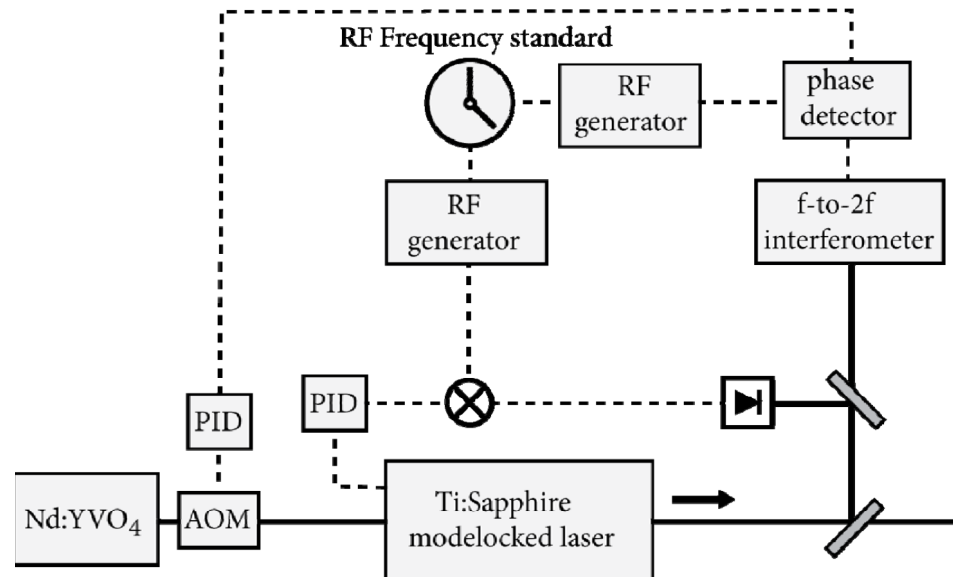 RF Frequency standard
RF
generator
phase
detector
RF
generator
f-to-2f
interferometer
PID
PID
Nd:YVO4
AOM
Ti:Sapphire
modelocked laser